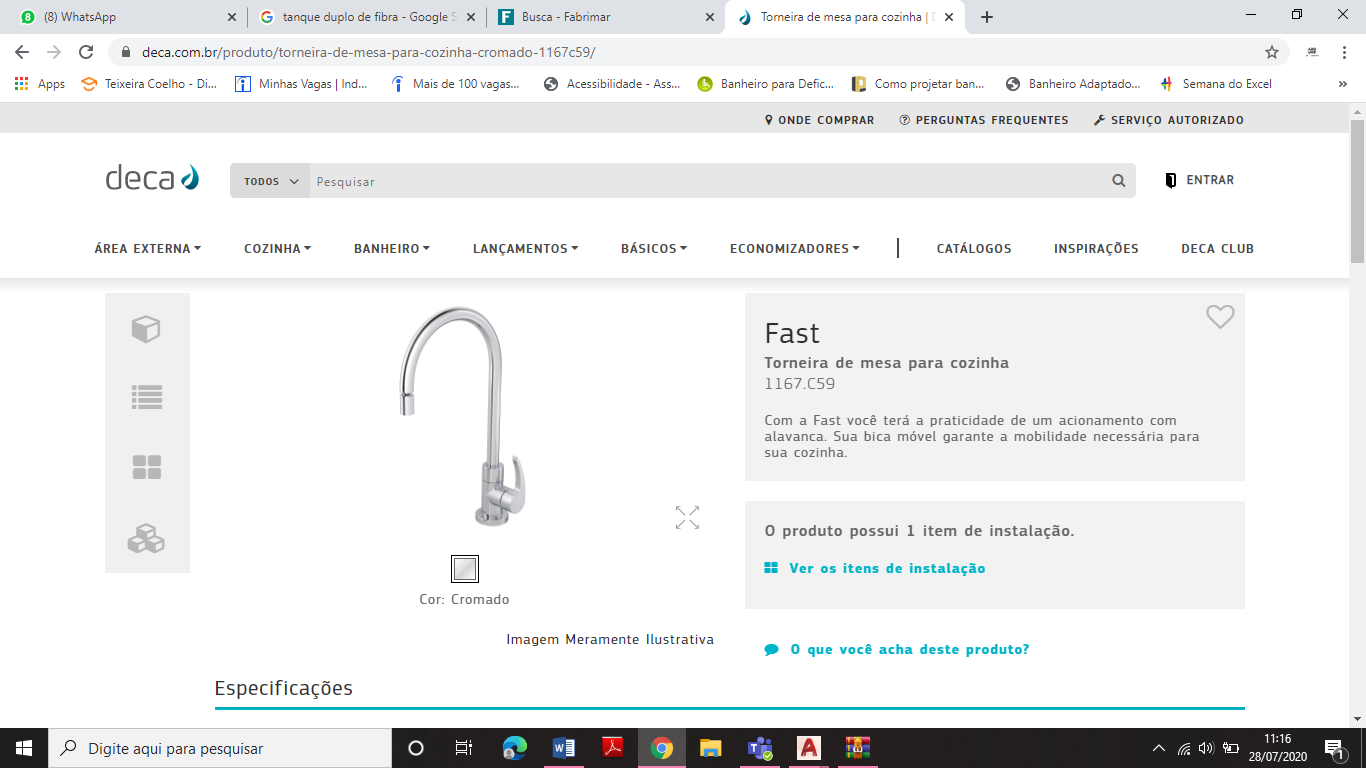 (8) WhatsApp
tanque duplo de fibra - Google S
Busca - Fabrimar
Torneira de mesa para cozinha | D
deca.com.br/produto/torneira-de-mesa-para-cozinha-cromado-1167c59/
Apps
Teixeira Coelho - Di...
Minhas Vagas | Ind...
Mais de 100 vagas...
Acessibilidade - Ass...
Banheiro para Defic...
Como projetar ban...
Banheiro Adaptado...
Semana do Excel
»
ONDE COMPRAR
PERGUNTAS FREQUENTES
SERVIÇO AUTORIZADO
deca
TODOS
Pesquisar
ENTRAR
ÁREA EXTERNA
COZINHA
BANHEIRO
LANÇAMENTOS
BÁSICOS
ECONOMIZADORES
CATÁLOGOS
INSPIRAÇÕES
DECA CLUB
Fast
Torneira de mesa para cozinha
1167.C59
Com a Fast você terá a praticidade de um acionamento com
alavanca. Sua bica móvel garante a mobilidade necessária para
sua cozinha.
O produto possui 1 item de instalação.
Ver os itens de instalação
Cor: Cromado
Imagem Meramente Ilustrativa
O que você acha deste produto?
Especificações
Digite aqui para pesquisar
11:16
28/07/2020
1